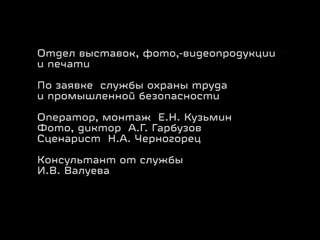 Отдел выставок, фото,-видеопродукции
и печати
По заявке службы охраны труда
и промышленной безопасности
Оператор, монтаж Е.Н. Кузьмин
Фото, диктор А.Г. Гарбузов
Сценарист Н.А. Черногорец
Консультант от службы
И.В. Валуева